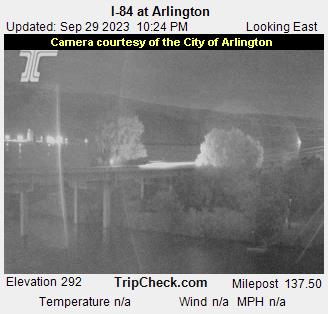 I-84 at Arlington
Updated: Sep 29 2023 10:24 PM Looking East
Camera courtesy of the City of Arlington
Elevation 292 TripCheck.com Milepost 137.50
Temperature n/a Wind n/a MPH n/a